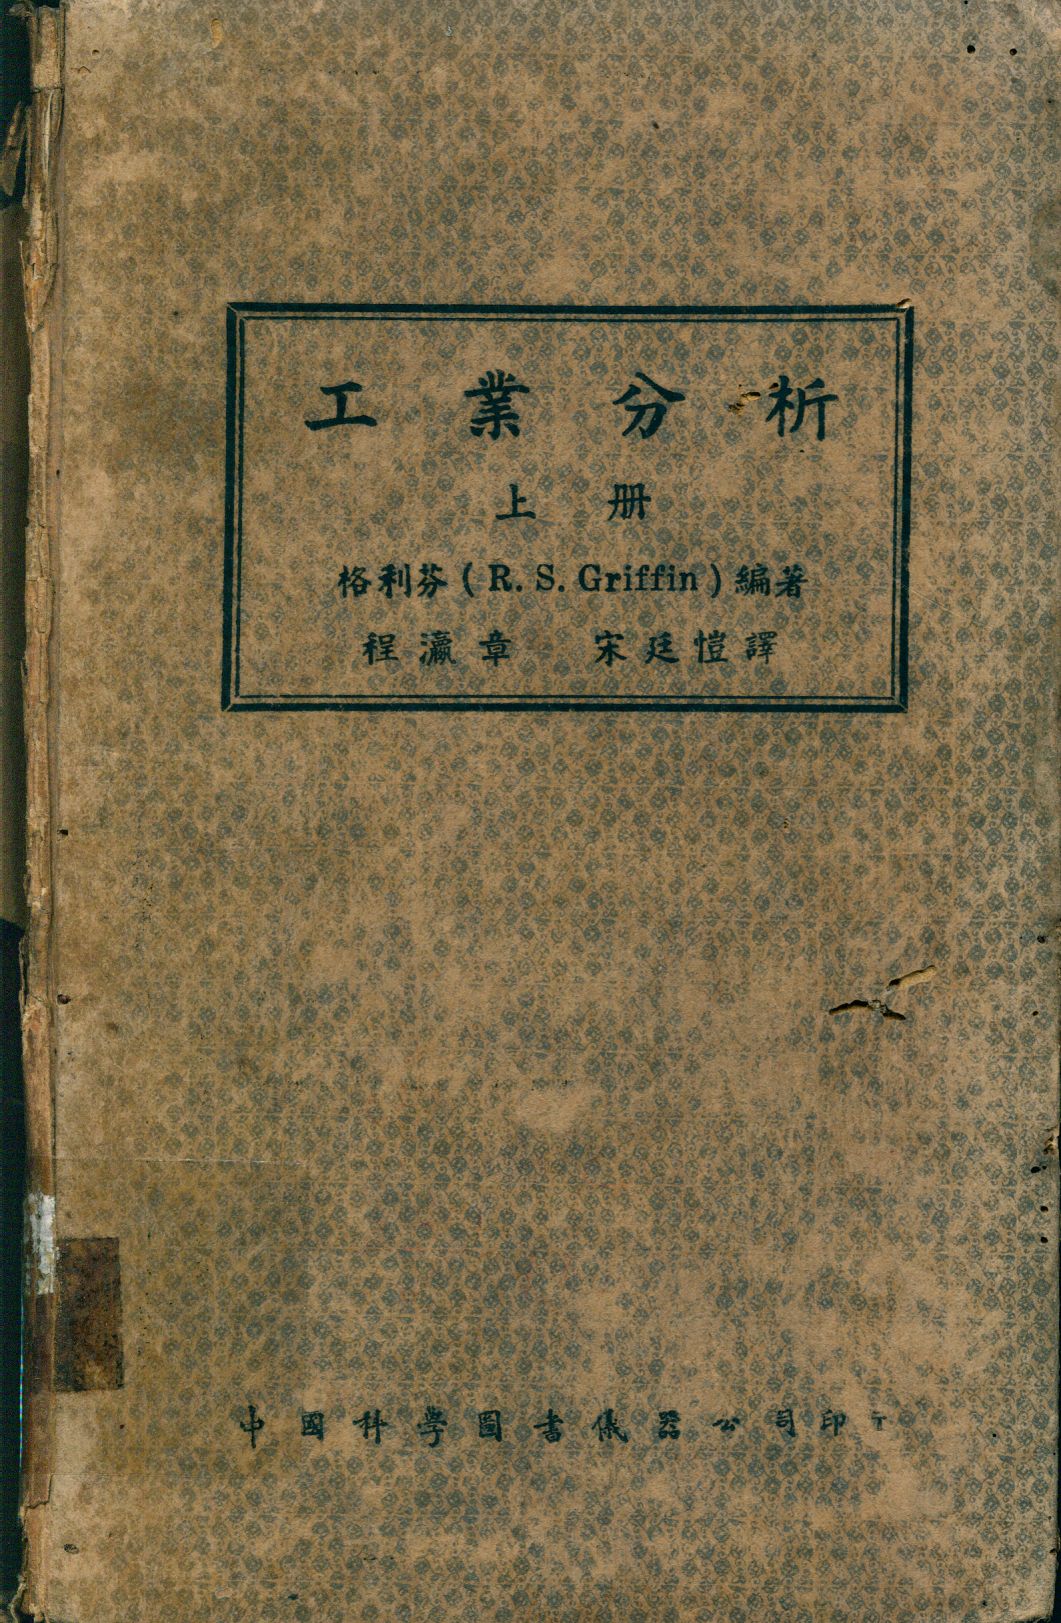 工業分析
上册
格利芬(R. S. Griffin)編著
程瀛章 宋廷愷譯
中國科學圖書儀器公司印行